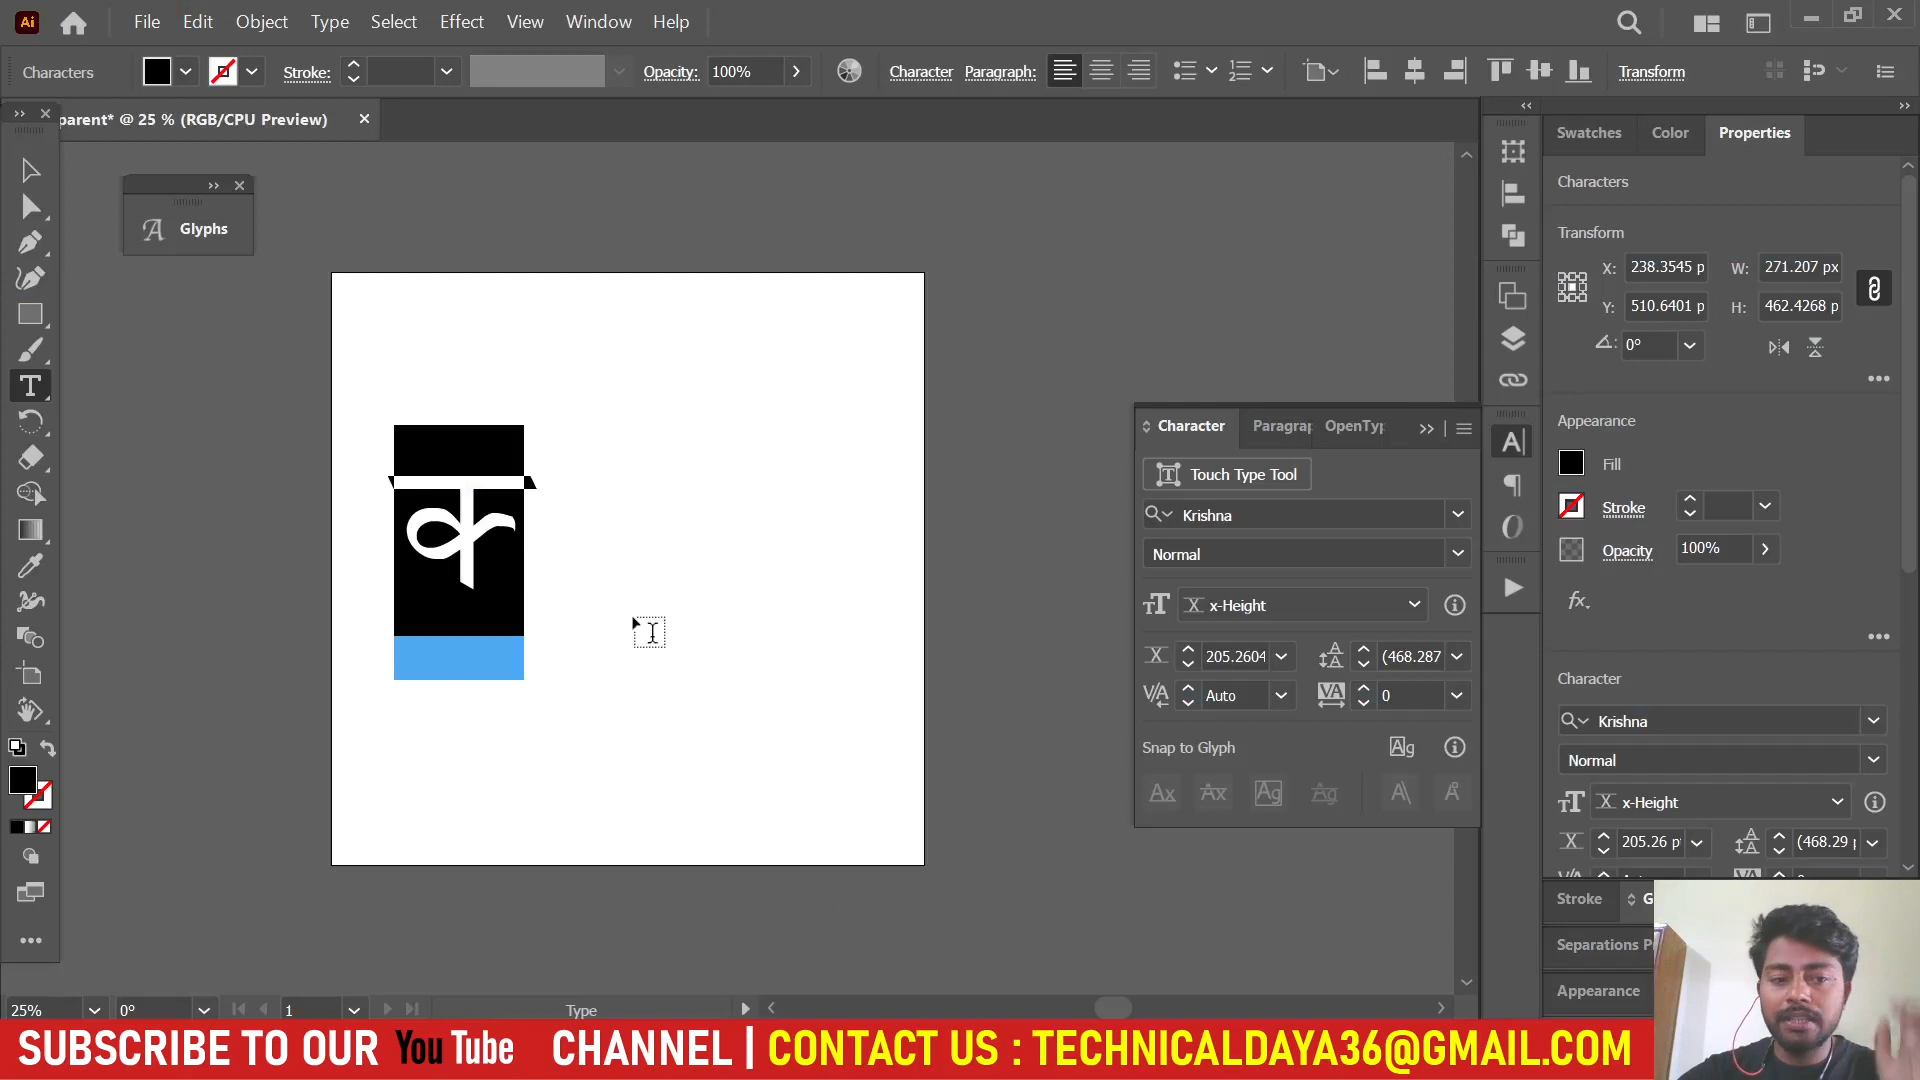 Ai File Edit Object Type Select Effect View Window Help
Characters Stroke: Opacity: 100% Character Paragraph: Transform
parent* @ 25 % (RGB/CPU Preview)
Swatches Color Properties
Characters
A Glyphs
Transform
X: 238.3545 p W: 271.207 px
Y: 510.6401 p H: 462.4268 p
0°
Appearance
Fill
Stroke
Opacity 100%
fx.
Character
Krishna
Normal
x-Height
205.26 p (468.29 p
क
Character Paragrap OpenTyp
Touch Type Tool
Krishna
Normal
x-Height
205.2604 (468.287
Auto 0
Snap to Glyph
Stroke G
Separations P
Appearance
25% 0° 1 Type
SUBSCRIBE TO OUR YouTube CHANNEL | CONTACT US : TECHNICALDAYA36@GMAIL.COM